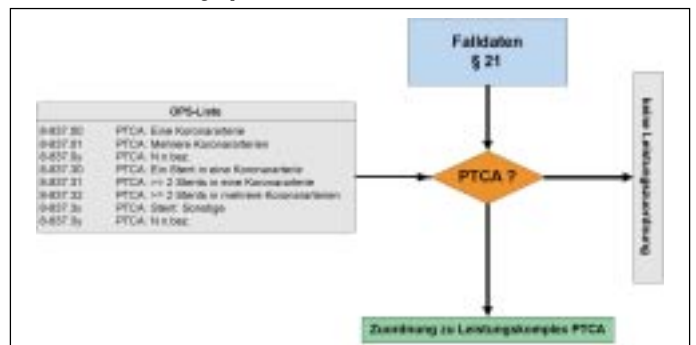 Falldaten
§ 21
OPS-Liste
8-837.00 PTCA: Eine Koronararterie
8-837.01 PTCA: Mehrere Koronararterien
8-837.0x PTCA: N.n.bez.
8-837.30 PTCA: Ein Stent in eine Koronararterie
8-837.31 PTCA: >= 2 Stents in eine Koronararterie
8-837.32 PTCA: >= 2 Stents in mehrere Koronararterien
8-837.3x PTCA: Stent: Sonstige
PTCA: N.n.bez.
PTCA ?
keine Leistungszuordnung
Zuordnung zu Leistungskomplex PTCA